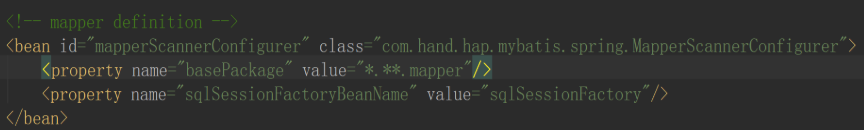 <!-- mapper definition -->
<bean id="mapperScannerConfigurer" class="com.hand.hap.mybatis.spring.MapperScannerConfigurer">
<property name="basePackage" value="*.**.mapper"/>
<property name="sqlSessionFactoryBeanName" value="sqlSessionFactory"/>
</bean>